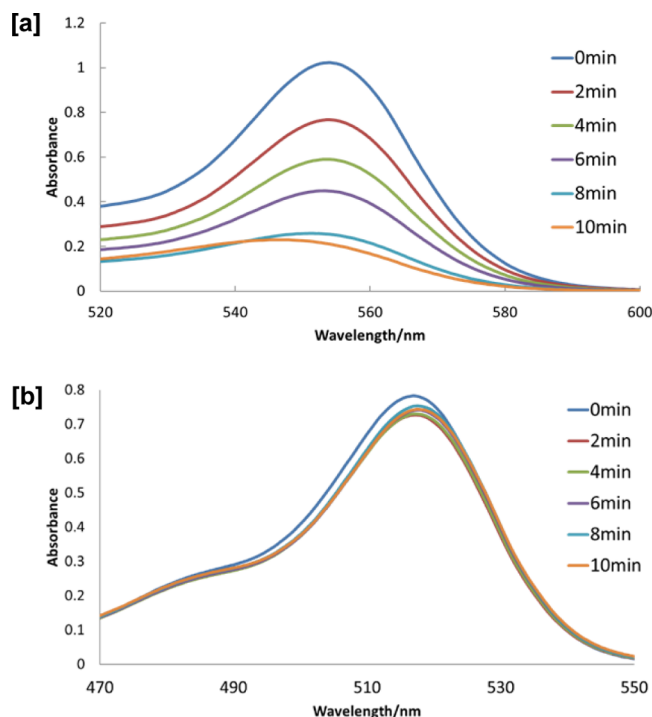 [a]
1.2
1
0.8
0.6
0.4
0.2
0
Absorbance
520 540 560 580 600
Wavelength/nm
0min
2min
4min
6min
8min
10min
[b]
0.8
0.7
0.6
0.5
0.4
0.3
0.2
0.1
0
Absorbance
470 490 510 530 550
Wavelength/nm
0min
2min
4min
6min
8min
10min